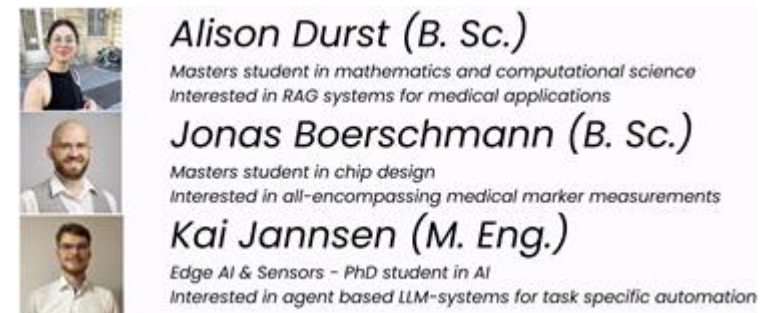 Alison Durst (B. Sc.)
Masters student in mathematics and computational science
Interested in RAG systems for medical applications
Jonas Boerschmann (B. Sc.)
Masters student in chip design
Interested in all-encompassing medical marker measurements
Kai Jannsen (M. Eng.)
Edge AI & Sensors - PhD student in AI
Interested in agent based LLM-systems for task specific automation